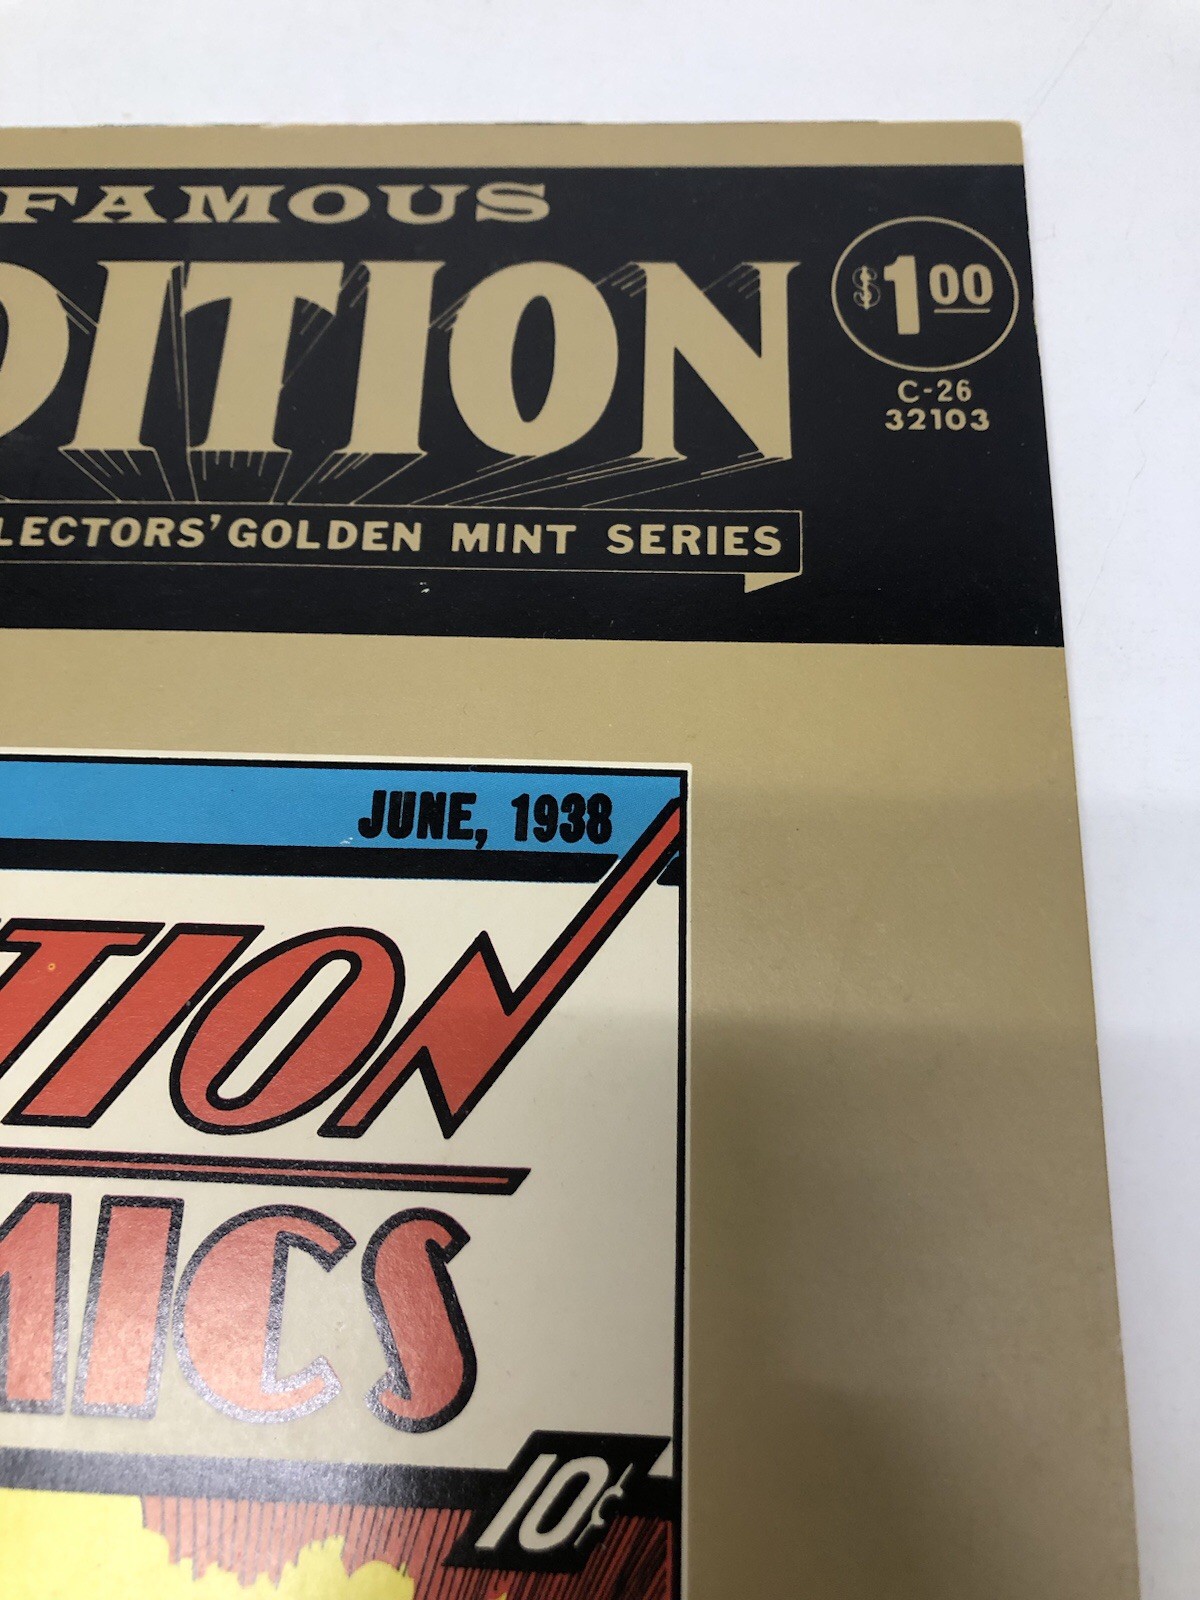 FAMOUS
DITION
$1.00
C-26
32103
LECTORS' GOLDEN MINT SERIES
JUNE, 1938
TION
MICS
10¢